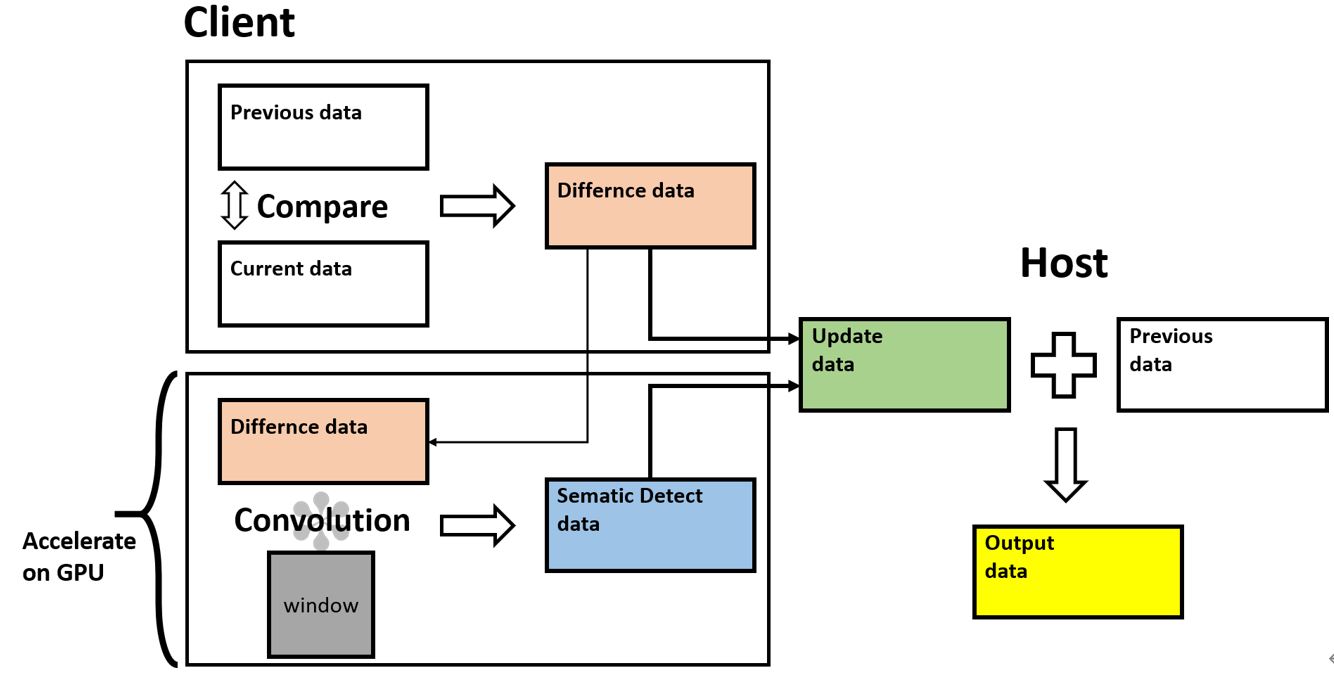 Client
Previous data
Compare
Current data
Differnce data
Differnce data
Convolution
window
Sematic Detect
data
Accelerate
on GPU
Host
Update
data
Previous
data
Output
data